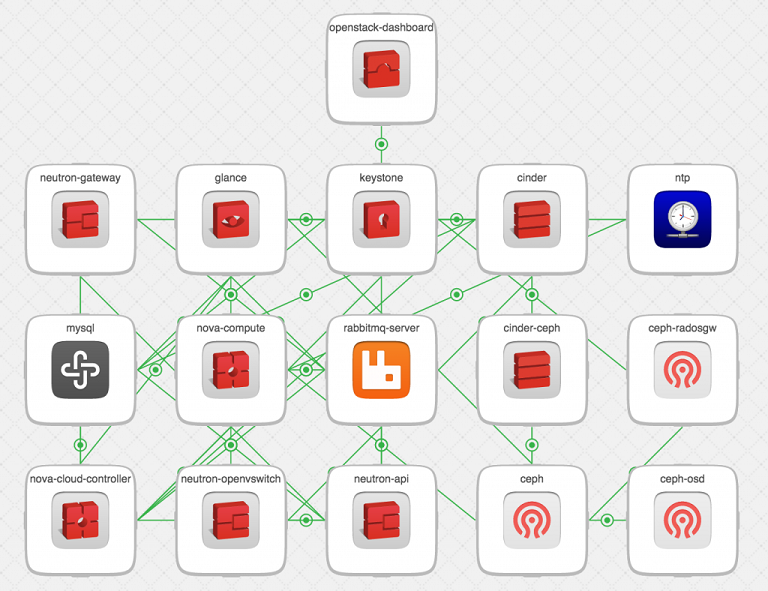 openstack-dashboard
neutron-gateway
glance
keystone
cinder
ntp
mysql
nova-compute
rabbitmq-server
cinder-ceph
ceph-radosgw
nova-cloud-controller
neutron-openvswitch
neutron-api
ceph
ceph-osd